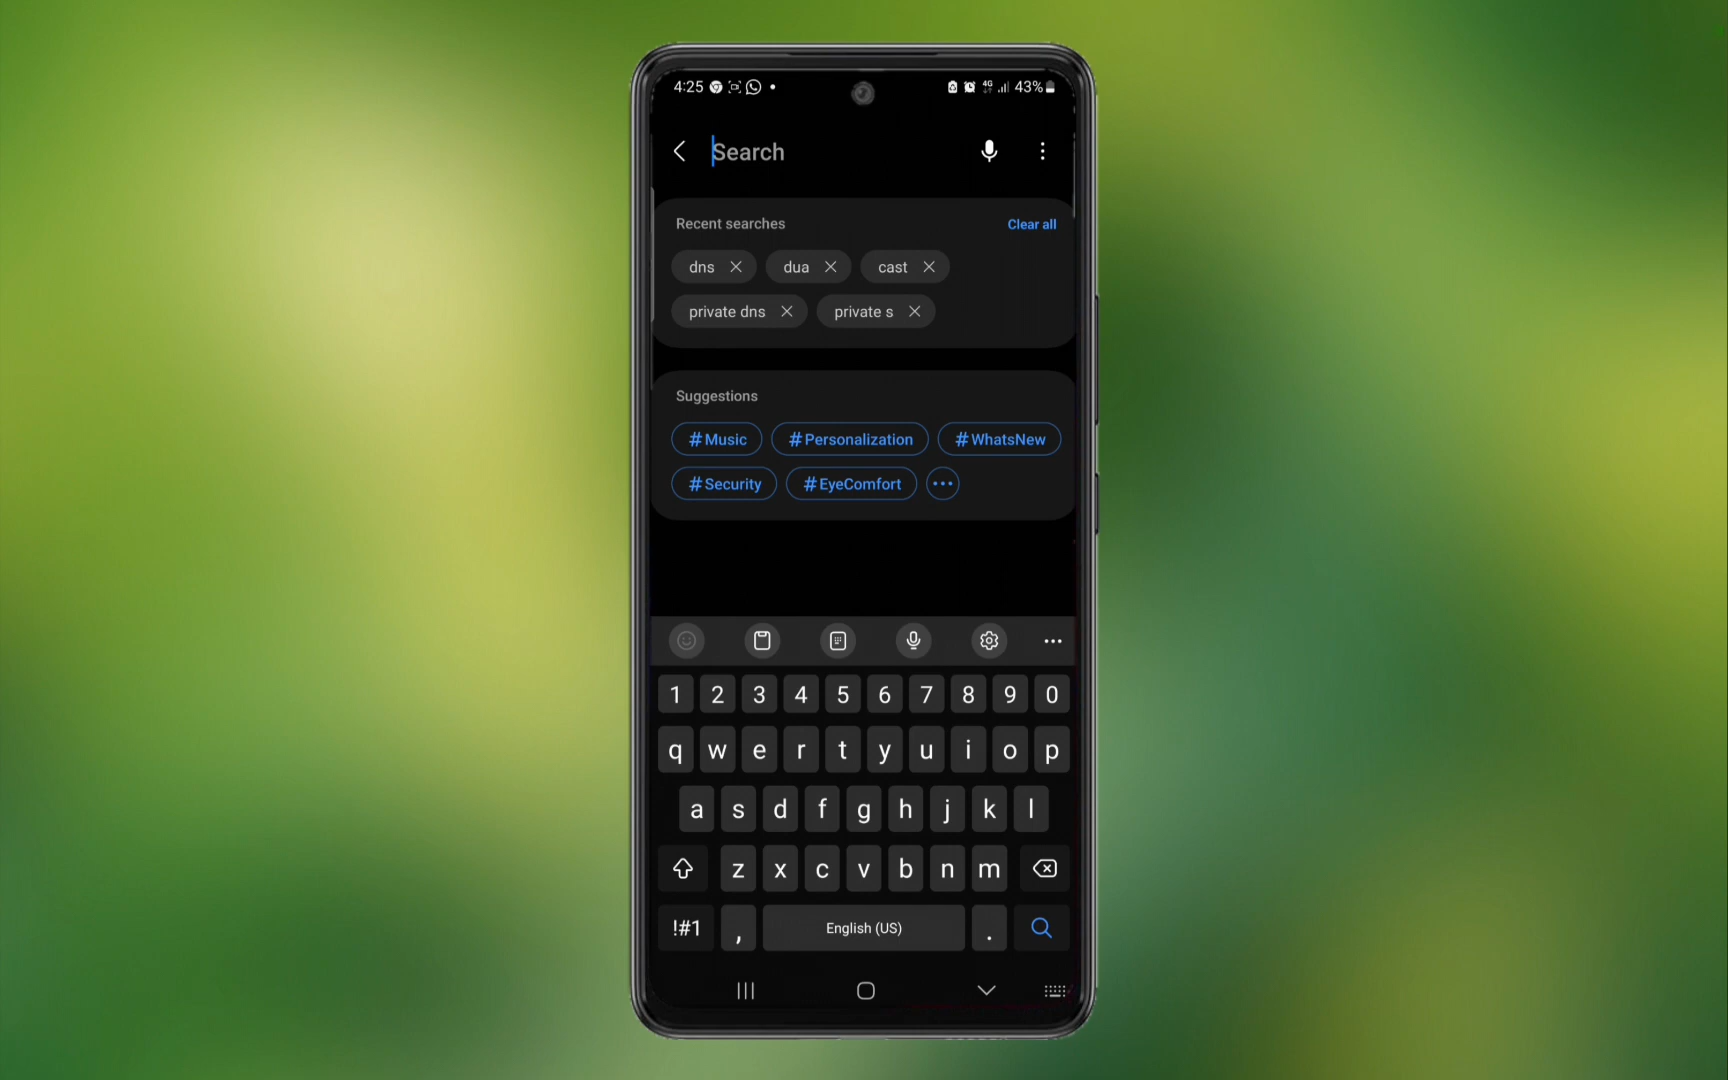 4:25 4G 43%
Search
Recent searches Clear all
dns dua cast
private dns private s
Suggestions
#Music #Personalization #WhatsNew
#Security #EyeComfort
1 2 3 4 5 6 7 8 9 0
q w e r t y u i o p
a s d f g h j k l
z x c v b n m
!#1 , English (US) .